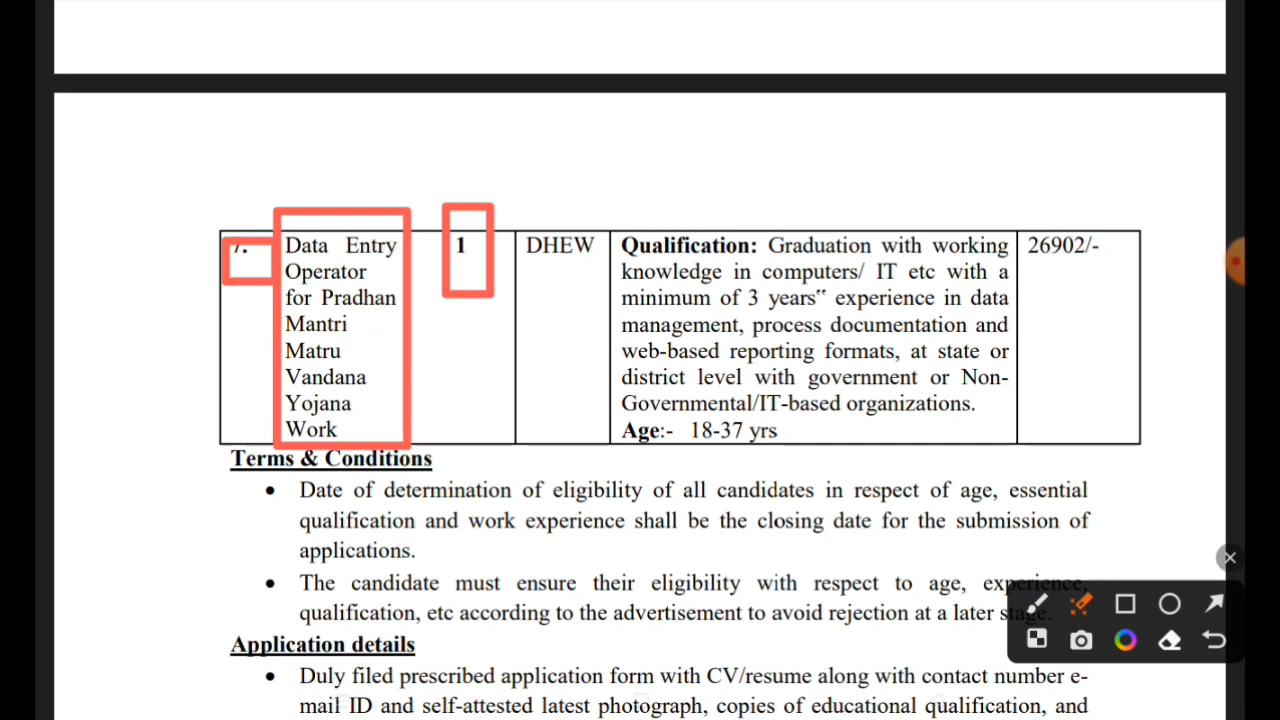 7.
Data Entry
Operator
for Pradhan
Mantri
Matru
Vandana
Yojana
Work
1
DHEW
Qualification: Graduation with working
knowledge in computers/ IT etc with a
minimum of 3 years‟ experience in data
management, process documentation and
web-based reporting formats, at state or
district level with government or Non-
Governmental/IT-based organizations.
Age:- 18-37 yrs
26902/-
Terms & Conditions
• Date of determination of eligibility of all candidates in respect of age, essential
qualification and work experience shall be the closing date for the submission of
applications.
• The candidate must ensure their eligibility with respect to age, experience,
qualification, etc according to the advertisement to avoid rejection at a later stage.
Application details
• Duly filed prescribed application form with CV/resume along with contact number e-
mail ID and self-attested latest photograph, copies of educational qualification, and